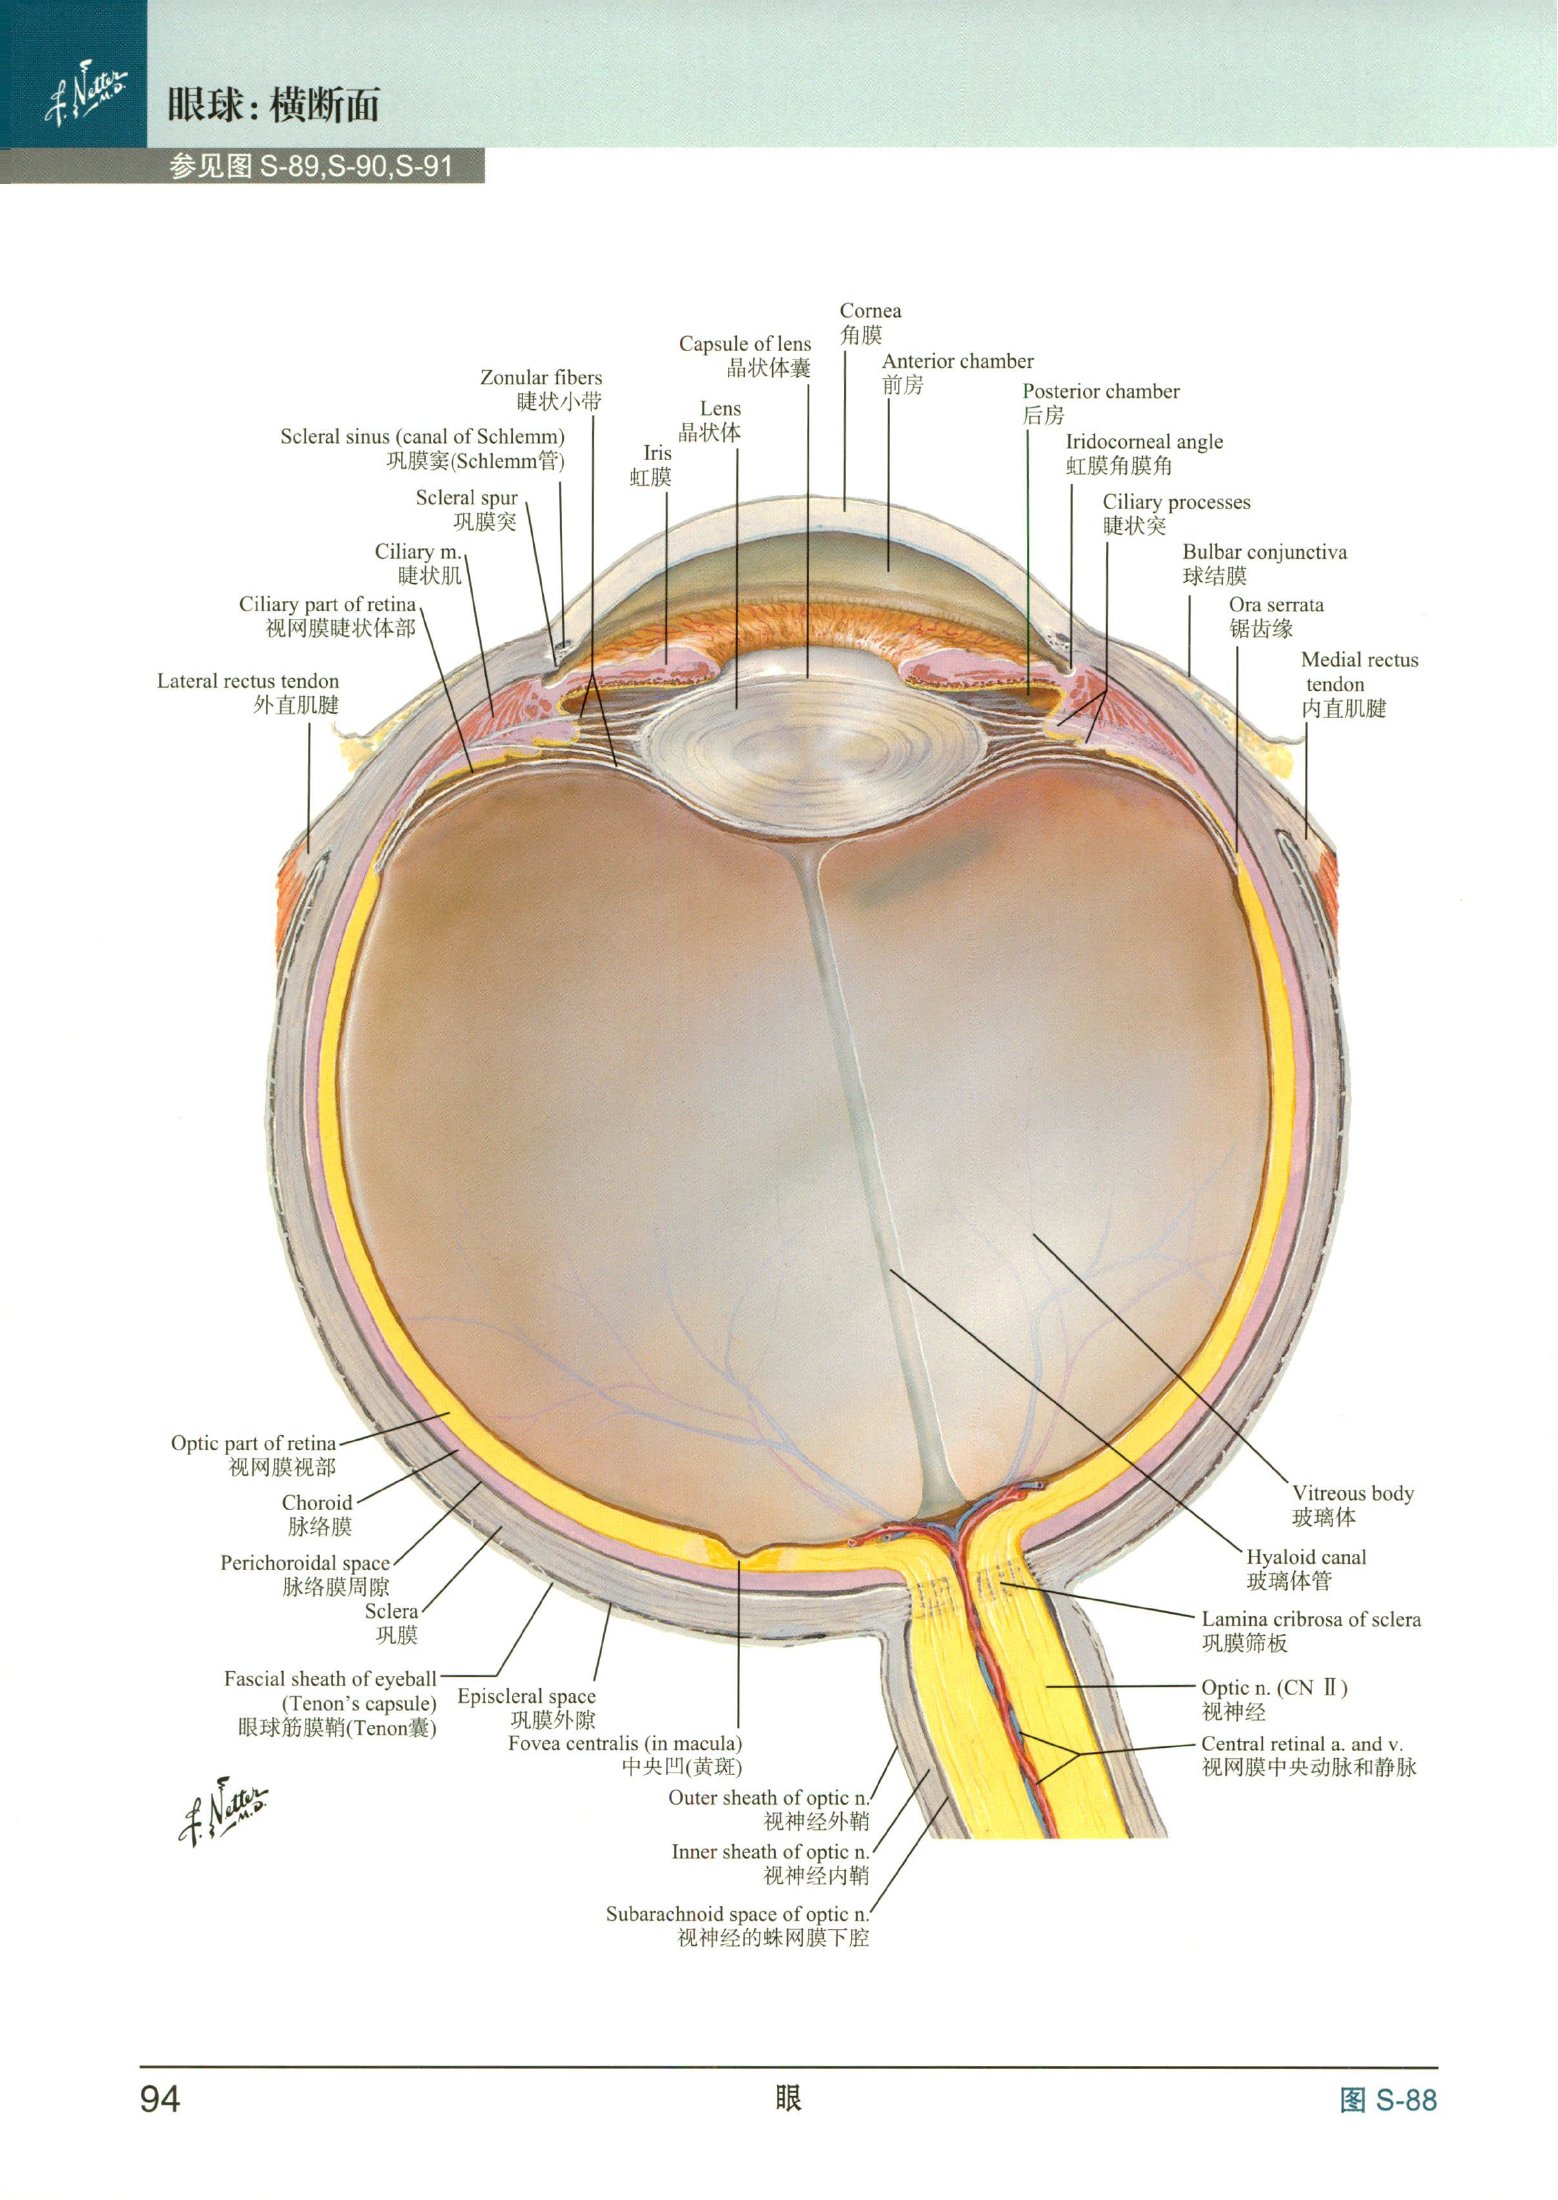 F. Netter M.D.
眼球：横断面
参见图 S-89,S-90,S-91
Cornea
角膜
Capsule of lens
晶状体囊
Anterior chamber
前房
Zonular fibers
睫状小带
Posterior chamber
后房
Lens
晶状体
Scleral sinus (canal of Schlemm)
巩膜窦(Schlemm管)
Iris
虹膜
Iridocorneal angle
虹膜角膜角
Scleral spur
巩膜突
Ciliary processes
睫状突
Ciliary m.
睫状肌
Bulbar conjunctiva
球结膜
Ciliary part of retina
视网膜睫状体部
Ora serrata
锯齿缘
Lateral rectus tendon
外直肌腱
Medial rectus
tendon
内直肌腱
Optic part of retina
视网膜视部
Choroid
脉络膜
Perichoroidal space
脉络膜周隙
Sclera
巩膜
Fascial sheath of eyeball
(Tenon's capsule)
眼球筋膜鞘(Tenon囊)
Episcleral space
巩膜外隙
Fovea centralis (in macula)
中央凹(黄斑)
Outer sheath of optic n.
视神经外鞘
Inner sheath of optic n.
视神经内鞘
Subarachnoid space of optic n.
视神经的蛛网膜下腔
Vitreous body
玻璃体
Hyaloid canal
玻璃体管
Lamina cribrosa of sclera
巩膜筛板
Optic n. (CN Ⅱ)
视神经
Central retinal a. and v.
视网膜中央动脉和静脉
F. Netter M.D.
94
眼
图 S-88